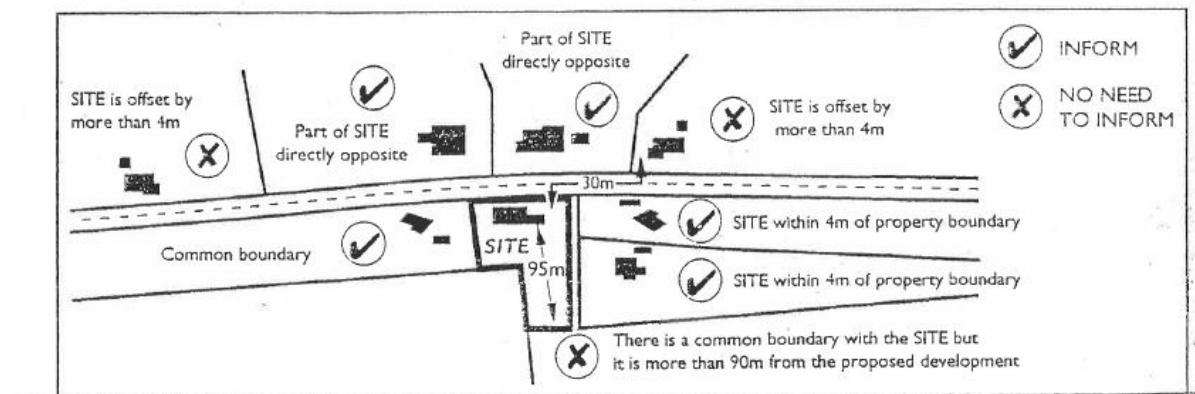 Part of SITE
directly opposite
INFORM
NO NEED
TO INFORM
SITE is offset by
more than 4m
Part of SITE
directly opposite
SITE is offset by
more than 4m
30m
Common boundary
SITE
95m
SITE within 4m of property boundary
SITE within 4m of property boundary
There is a common boundary with the SITE but
it is more than 90m from the proposed development